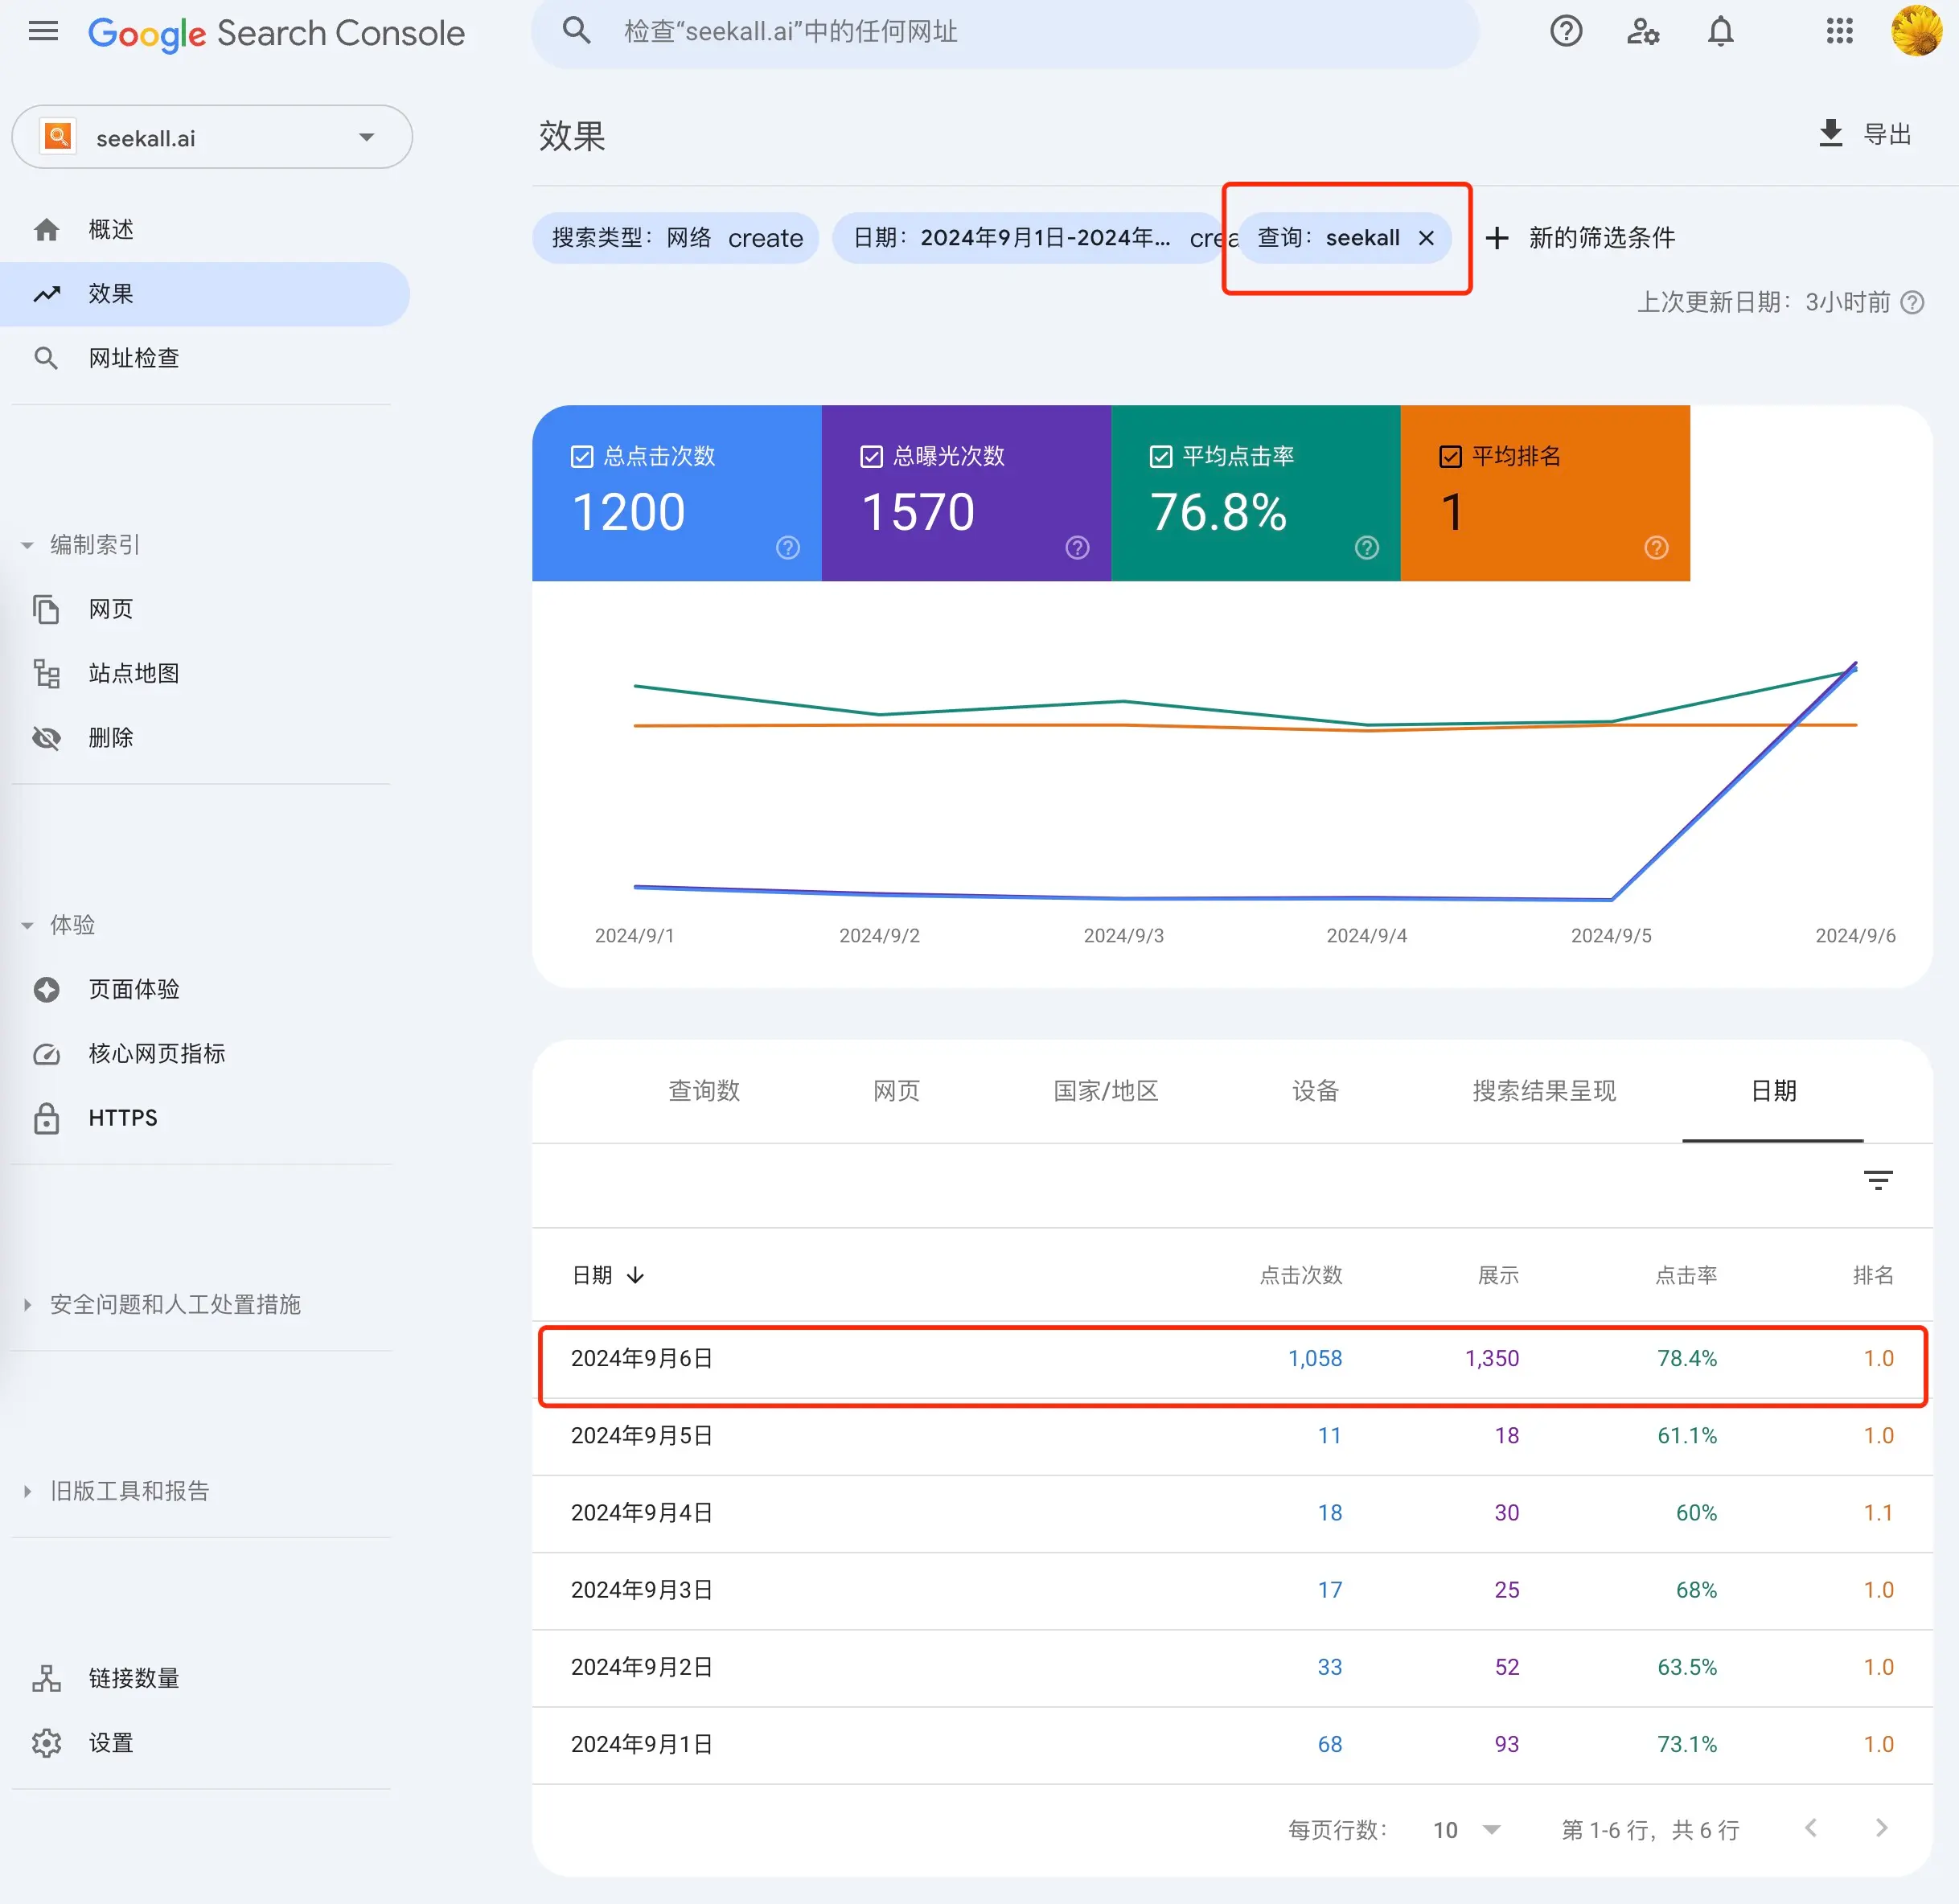 Google Search Console
检查“seekall.ai”中的任何网址
seekall.ai
概述
效果
网址检查
编制索引
网页
站点地图
删除
体验
页面体验
核心网页指标
HTTPS
安全问题和人工处置措施
旧版工具和报告
链接数量
设置
效果
导出
搜索类型：网络 create
日期：2024年9月1日-2024年... crea
查询：seekall
新的筛选条件
上次更新日期：3小时前
总点击次数 总曝光次数 平均点击率 平均排名
1200 1570 76.8% 1
2024/9/1 2024/9/2 2024/9/3 2024/9/4 2024/9/5 2024/9/6
查询数 网页 国家/地区 设备 搜索结果呈现 日期
日期 点击次数 展示 点击率 排名
2024年9月6日 1,058 1,350 78.4% 1.0
2024年9月5日 11 18 61.1% 1.0
2024年9月4日 18 30 60% 1.1
2024年9月3日 17 25 68% 1.0
2024年9月2日 33 52 63.5% 1.0
2024年9月1日 68 93 73.1% 1.0
每页行数： 10 第 1-6 行，共 6 行